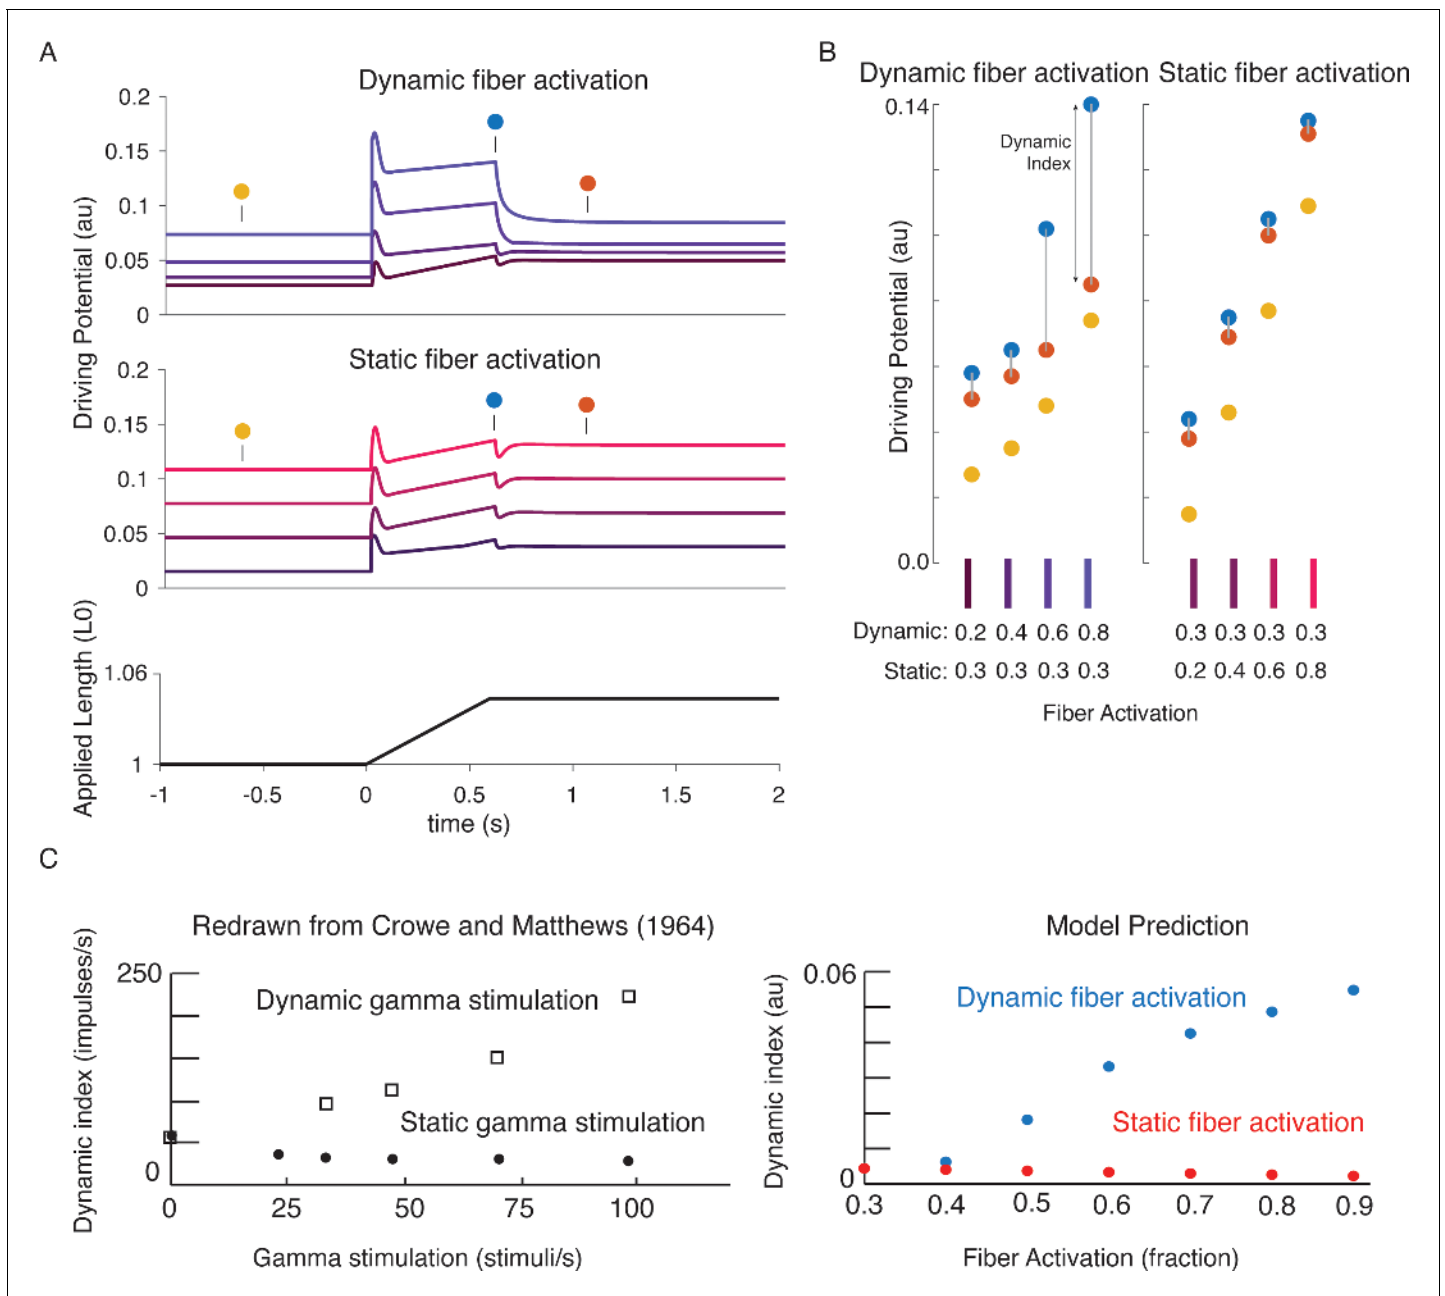 A
Dynamic fiber activation
0.2
0.15
0.1
0.05
0
Driving Potential (au)
Static fiber activation
0.2
0.15
0.1
0.05
0
Applied Length (L0)
1.06
1
-1 -0.5 0 0.5 1 1.5 2
time (s)
B
Dynamic fiber activation Static fiber activation
0.14
Dynamic
Index
Driving Potential (au)
0.0
Dynamic: 0.2 0.4 0.6 0.8 0.3 0.3 0.3 0.3
Static: 0.3 0.3 0.3 0.3 0.2 0.4 0.6 0.8
Fiber Activation
C
Redrawn from Crowe and Matthews (1964)
Dynamic index (impulses/s)
250
Dynamic gamma stimulation
Static gamma stimulation
0
0 25 50 75 100
Gamma stimulation (stimuli/s)
Model Prediction
Dynamic index (au)
0.06
Dynamic fiber activation
Static fiber activation
0
0.3 0.4 0.5 0.6 0.7 0.8 0.9
Fiber Activation (fraction)